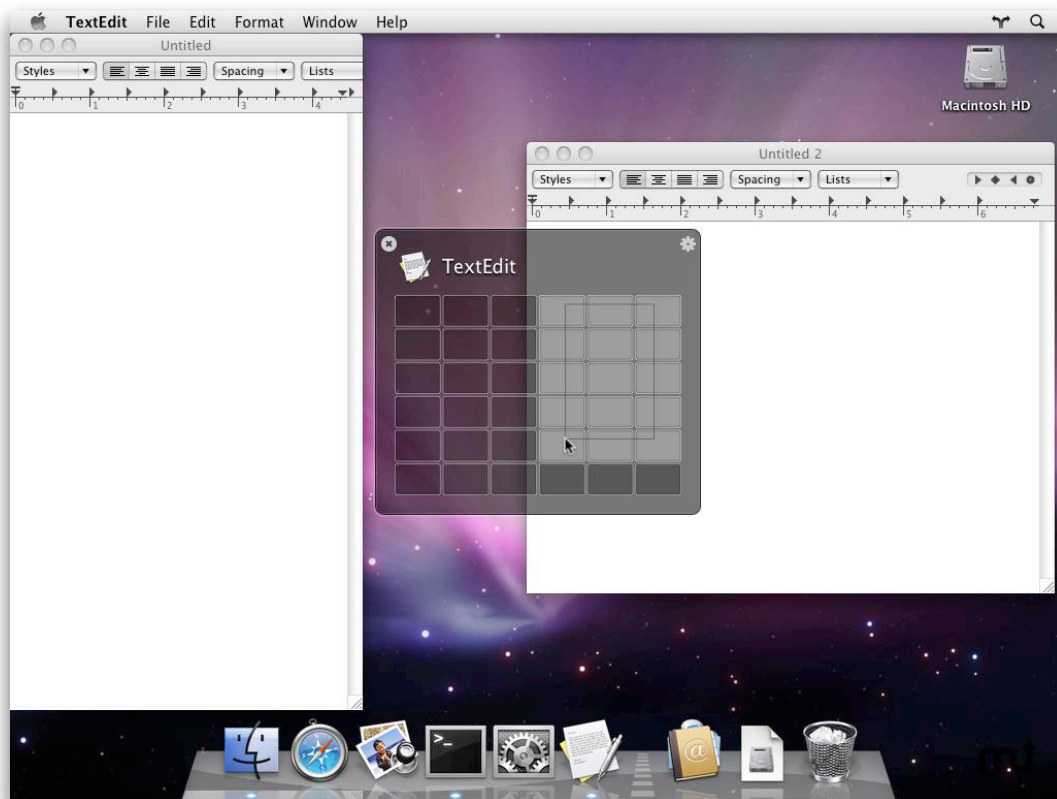 TextEdit File Edit Format Window Help
Untitled
Styles Spacing Lists
0 1 2 3 4
Macintosh HD
Untitled 2
Styles Spacing Lists
0 1 2 3 4 5 6
TextEdit
>_
@